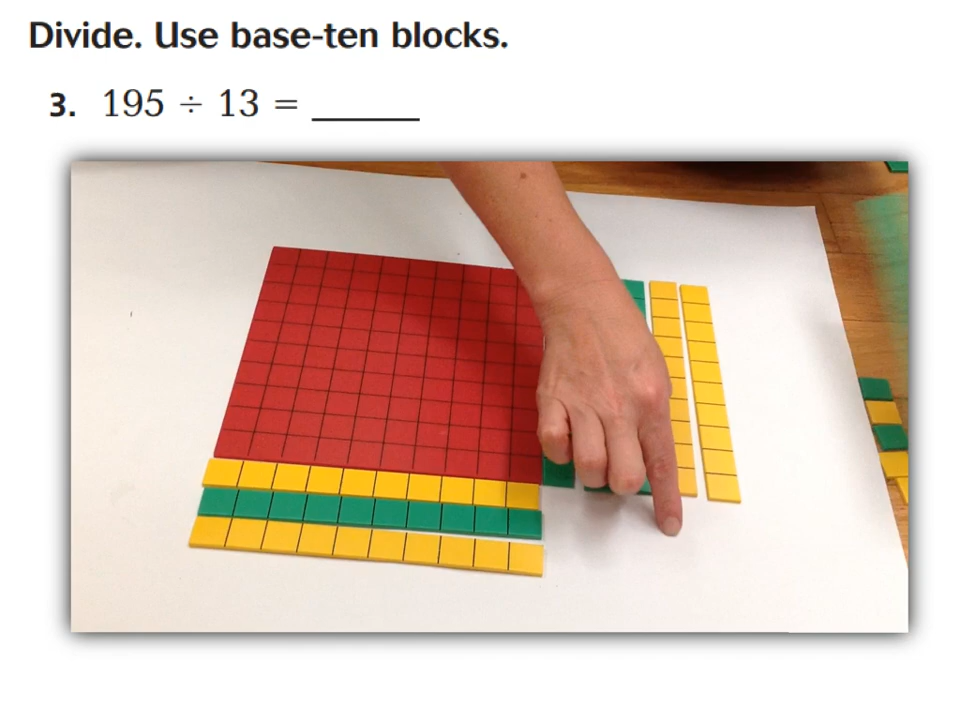 Divide. Use base-ten blocks.
3. 195 ÷ 13 = ______